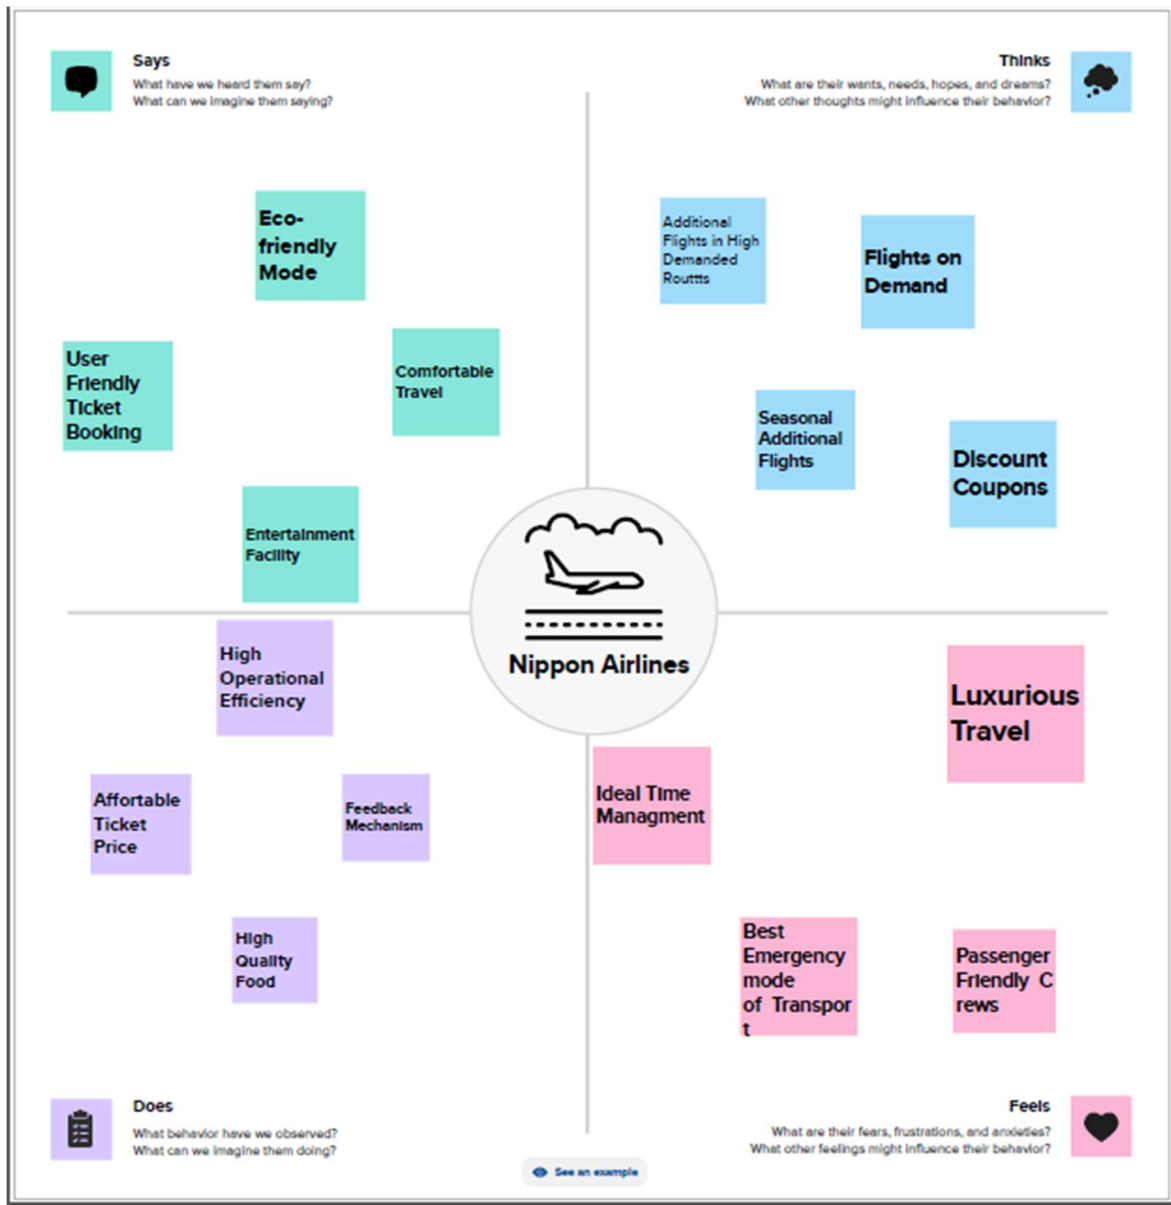 Says
What have we heard them say?
What can we imagine them saying?
Thinks
What are their wants, needs, hopes, and dreams?
What other thoughts might influence their behavior?
Eco-
friendly
Mode
User
Friendly
Ticket
Booking
Comfortable
Travel
Entertainment
Facility
Additional
Flights in High
Demanded
Routtts
Flights on
Demand
Seasonal
Additional
Flights
Discount
Coupons
Nippon Airlines
High
Operational
Efficiency
Affortable
Ticket
Price
Feedback
Mechanism
High
Quality
Food
Luxurious
Travel
Ideal Time
Managment
Best
Emergency
mode
of Transpor
t
Passenger
Friendly C
rews
Does
What behavior have we observed?
What can we imagine them doing?
Feels
What are their fears, frustrations, and anxieties?
What other feelings might influence their behavior?
See an example